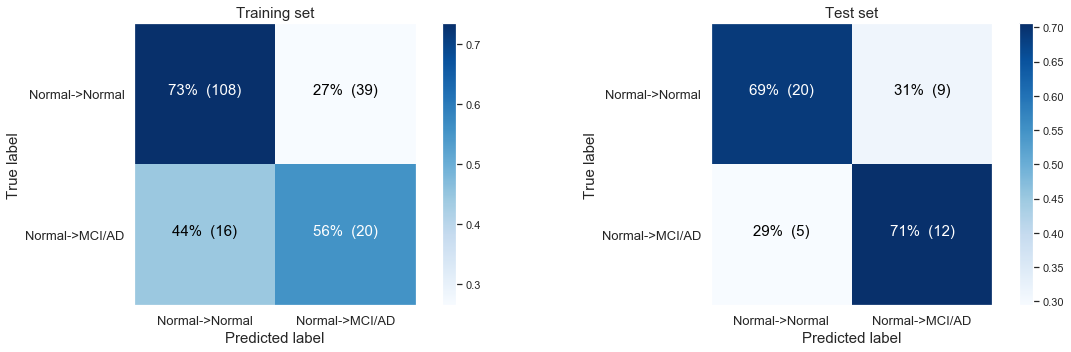 Training set
True label
Normal->Normal
Normal->MCI/AD
73% (108)
27% (39)
44% (16)
56% (20)
Normal->Normal
Normal->MCI/AD
Predicted label
0.7
0.6
0.5
0.4
0.3
Test set
True label
Normal->Normal
Normal->MCI/AD
69% (20)
31% (9)
29% (5)
71% (12)
Normal->Normal
Normal->MCI/AD
Predicted label
0.70
0.65
0.60
0.55
0.50
0.45
0.40
0.35
0.30